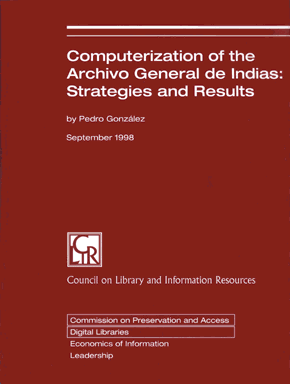 Computerization of the
Archivo General de Indias:
Strategies and Results
by Pedro González
September 1998
CLIR
Council on Library and Information Resources
Commission on Preservation and Access
Digital Libraries
Economics of Information
Leadership